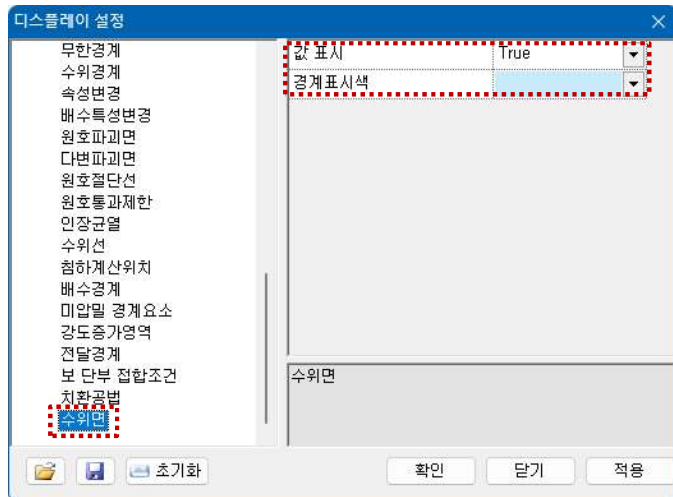 디스플레이 설정
무한경계
수위경계
속성변경
배수특성변경
원호파괴면
다변파괴면
원호절단선
원호통과제한
인장균열
수위선
침하계산위치
배수경계
미압밀 경계요소
강도증가영역
전달경계
보 단부 접합조건
치환공법
수위면
값 표시 True
경계표시색
수위면
초기화 확인 닫기 적용